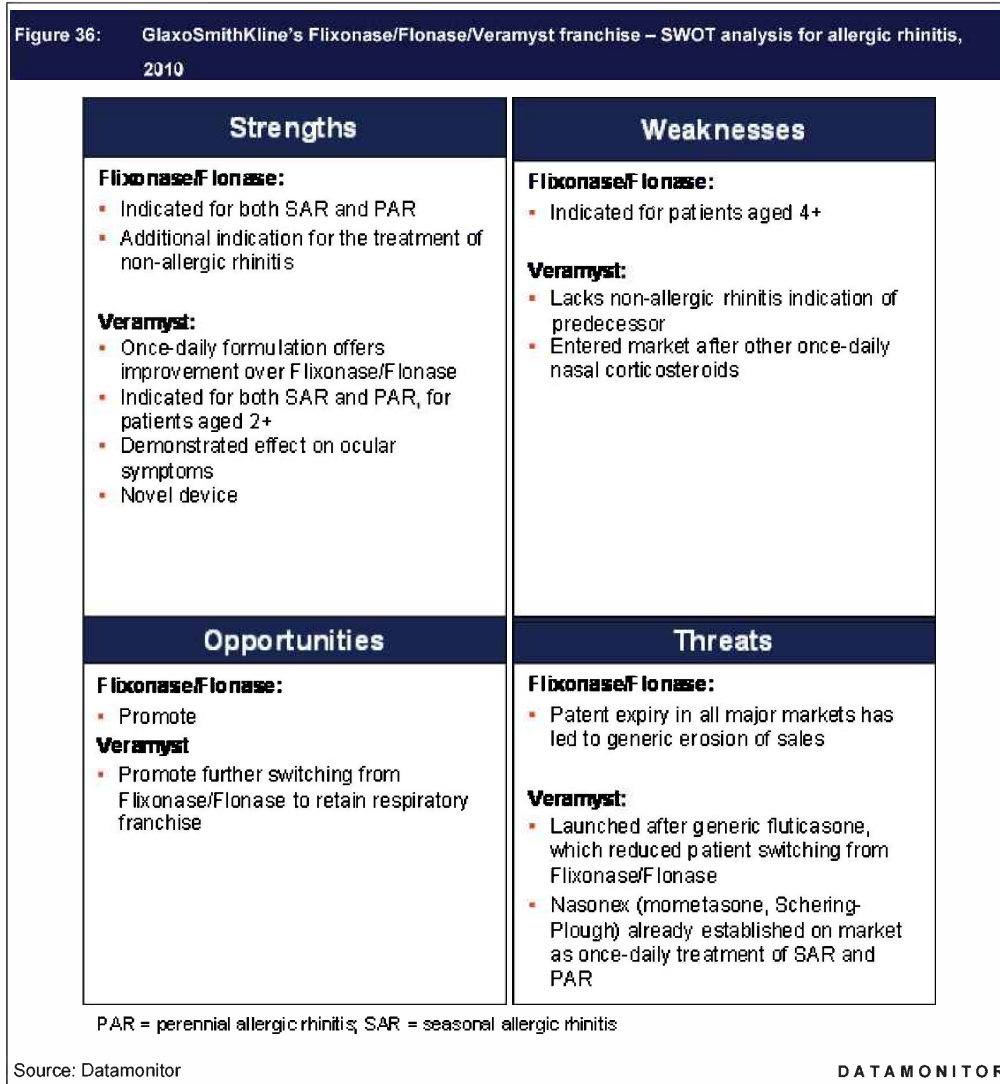 Figure 36: GlaxoSmithKline's Flixonase/Flonase/Veramyst franchise – SWOT analysis for allergic rhinitis,
2010
Strengths
Flixonase/Flonase:
▪ Indicated for both SAR and PAR
▪ Additional indication for the treatment of
non-allergic rhinitis
Veramyst:
▪ Once-daily formulation offers
improvement over Flixonase/Flonase
▪ Indicated for both SAR and PAR, for
patients aged 2+
▪ Demonstrated effect on ocular
symptoms
▪ Novel device
Weaknesses
Flixonase/Flonase:
▪ Indicated for patients aged 4+
Veramyst:
▪ Lacks non-allergic rhinitis indication of
predecessor
▪ Entered market after other once-daily
nasal corticosteroids
Opportunities
Flixonase/Flonase:
▪ Promote
Veramyst
▪ Promote further switching from
Flixonase/Flonase to retain respiratory
franchise
Threats
Flixonase/Flonase:
▪ Patent expiry in all major markets has
led to generic erosion of sales
Veramyst:
▪ Launched after generic fluticasone,
which reduced patient switching from
Flixonase/Flonase
▪ Nasonex (mometasone, Schering-
Plough) already established on market
as once-daily treatment of SAR and
PAR
PAR = perennial allergic rhinitis; SAR = seasonal allergic rhinitis
Source: Datamonitor
DATAMONITOR